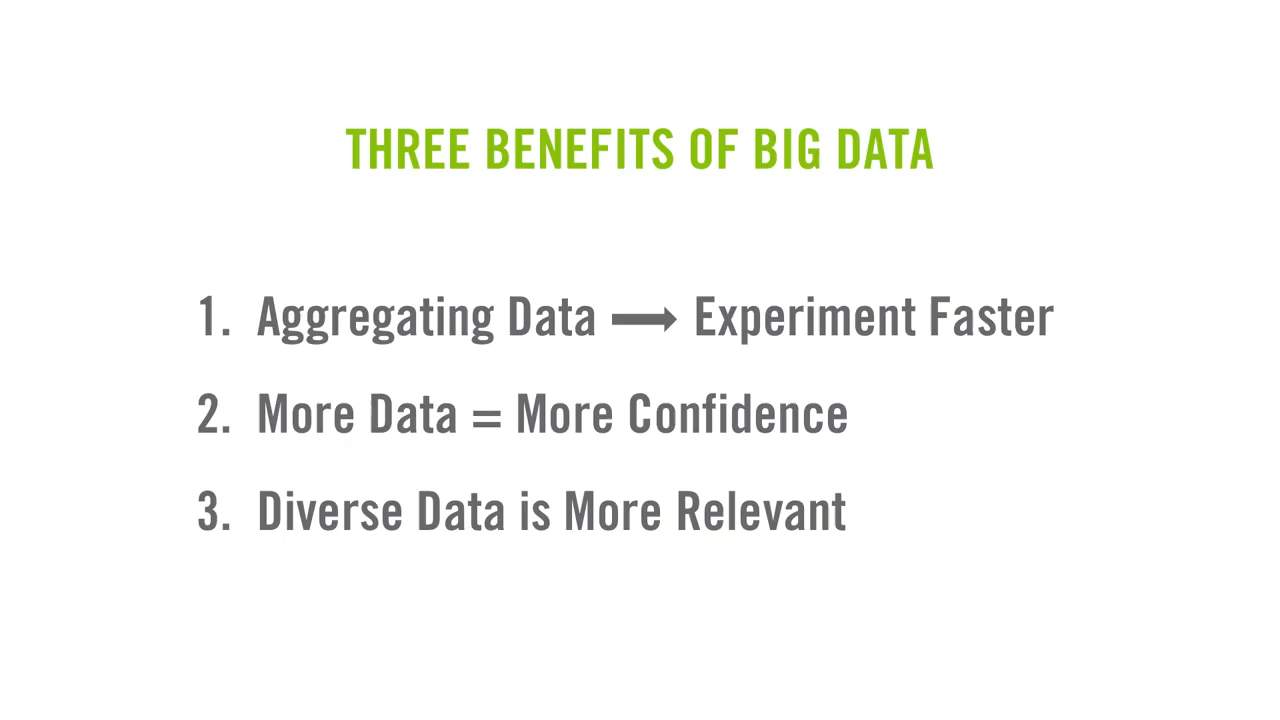 THREE BENEFITS OF BIG DATA
1. Aggregating Data ⟶ Experiment Faster
2. More Data = More Confidence
3. Diverse Data is More Relevant